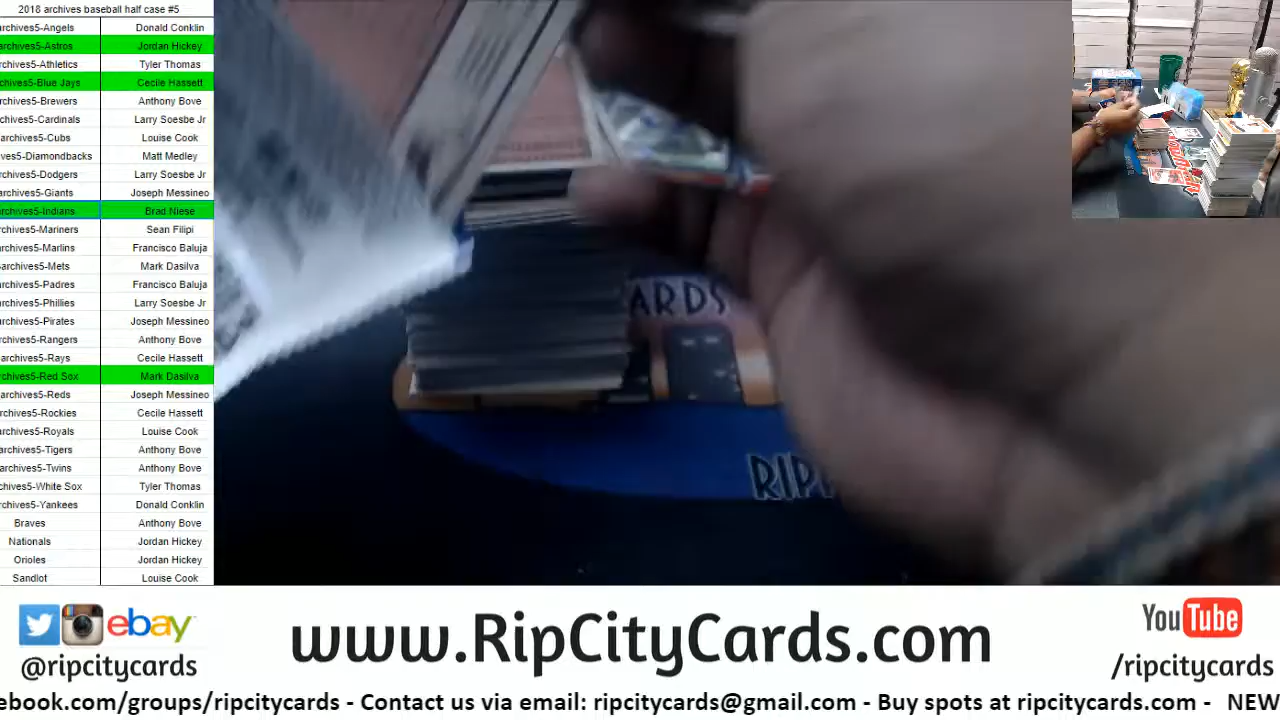 2018 archives baseball half case #5
archives5-Angels Donald Conklin
archives5-Astros Jordan Hickey
archives5-Athletics Tyler Thomas
chives5-Blue Jays Cecile Hassett
archives5-Brewers Anthony Bove
archives5-Cardinals Larry Soesbe Jr
archives5-Cubs Louise Cook
ves5-Diamondbacks Matt Medley
archives5-Dodgers Larry Soesbe Jr
archives5-Giants Joseph Messineo
archives5-Indians Brad Niese
archives5-Mariners Sean Filipi
archives5-Marlins Francisco Baluja
archives5-Mets Mark Dasilva
archives5-Padres Francisco Baluja
archives5-Phillies Larry Soesbe Jr
archives5-Pirates Joseph Messineo
archives5-Rangers Anthony Bove
archives5-Rays Cecile Hassett
chives5-Red Sox Mark Dasilva
archives5-Reds Joseph Messineo
archives5-Rockies Cecile Hassett
archives5-Royals Louise Cook
archives5-Tigers Anthony Bove
archives5-Twins Anthony Bove
chives5-White Sox Tyler Thomas
archives5-Yankees Donald Conklin
Braves Anthony Bove
Nationals Jordan Hickey
Orioles Jordan Hickey
Sandlot Louise Cook
ARDS
RIP
ebay
@ripcitycards
www.RipCityCards.com
YouTube
/ripcitycards
cebook.com/groups/ripcitycards - Contact us via email: ripcitycards@gmail.com - Buy spots at ripcitycards.com - NEW